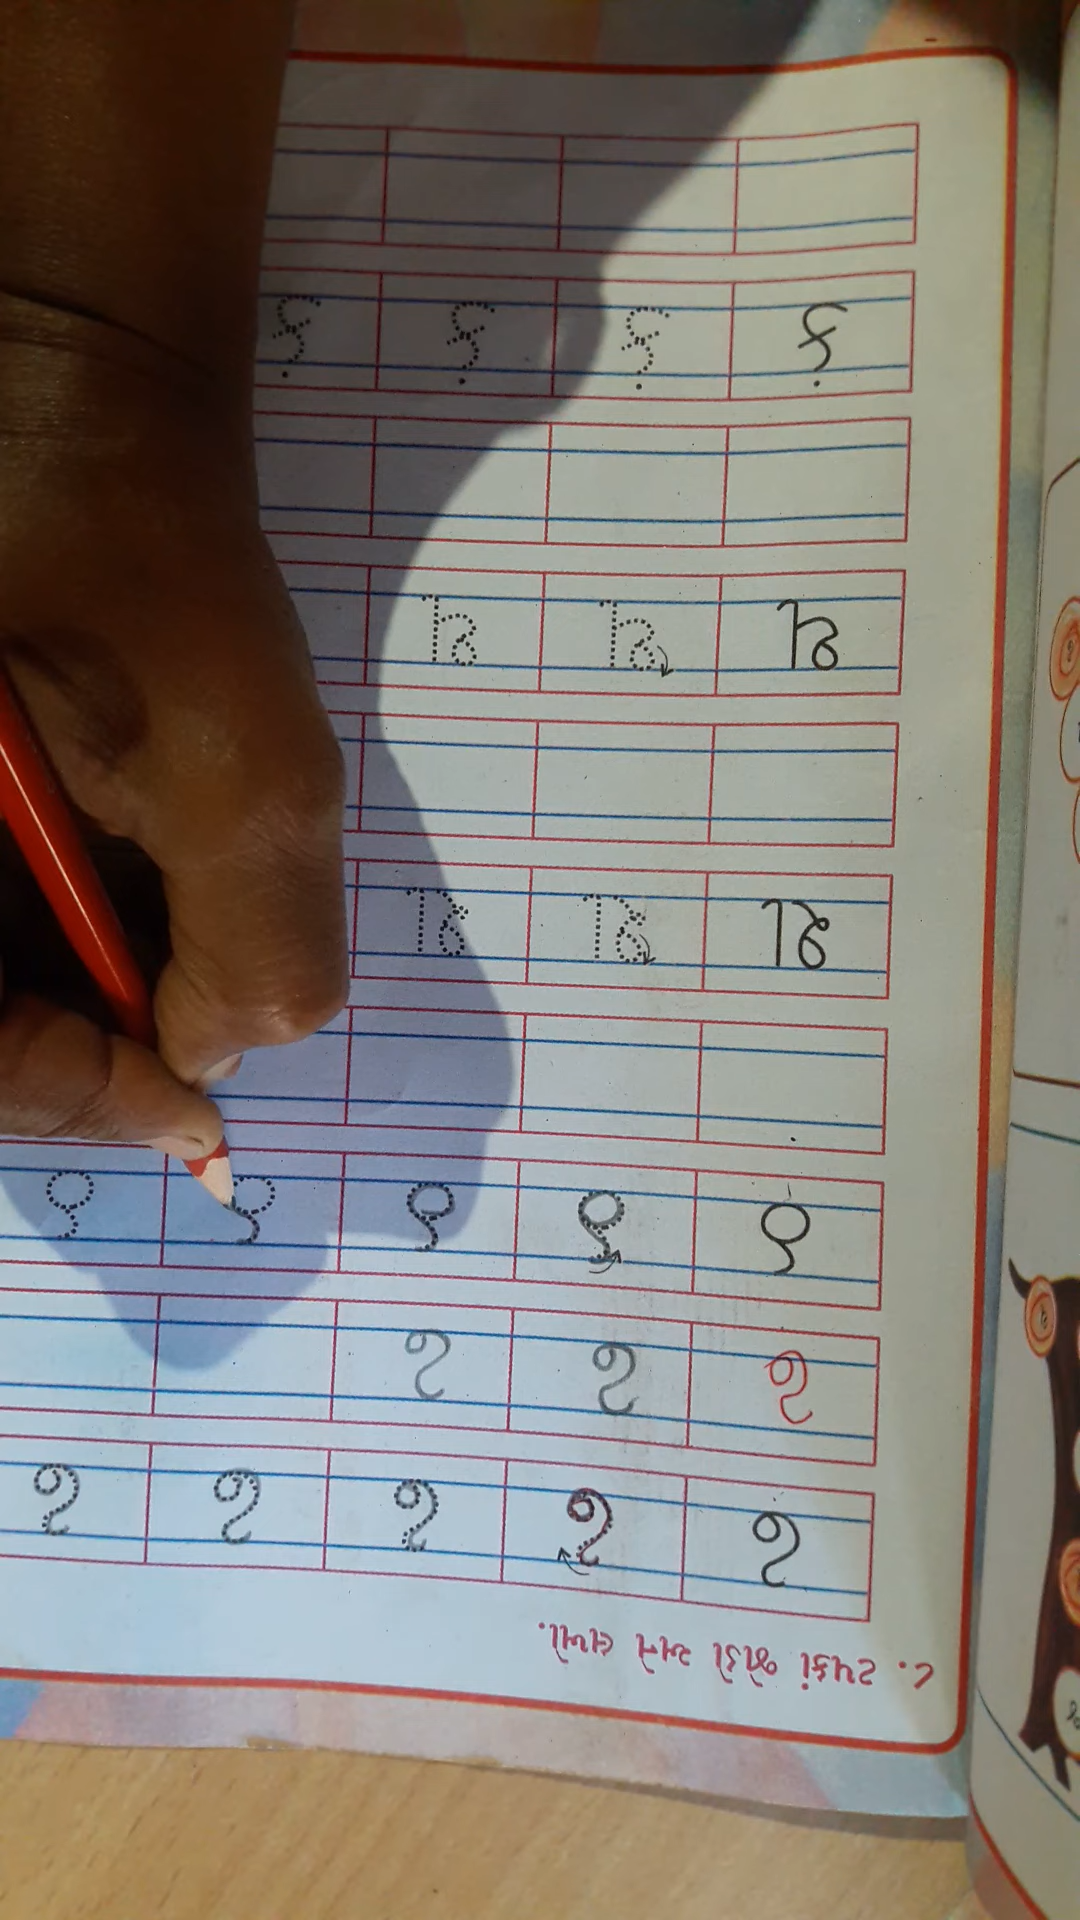 ૮. ટપકાં જોડો અને લખો.
ઢ ઢ ઢ ઢ ઢ
ઢ ઢ ઢ
ઠ ઠ ઠ ઠ ઠ
થ થ થ
ધ ધ ધ
કં કં કં કં